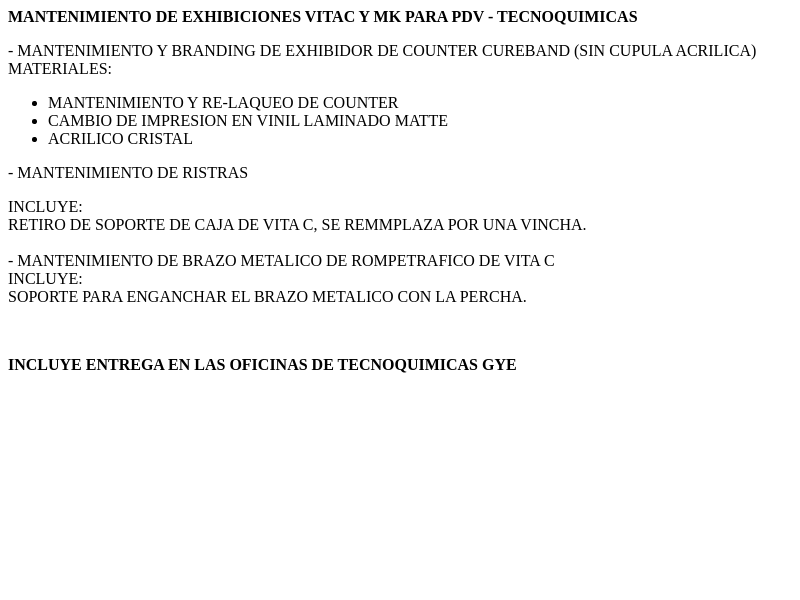 MANTENIMIENTO DE EXHIBICIONES VITAC Y MK PARA PDV - TECNOQUIMICAS
- MANTENIMIENTO Y BRANDING DE EXHIBIDOR DE COUNTER CUREBAND (SIN CUPULA ACRILICA)
MATERIALES:
• MANTENIMIENTO Y RE-LAQUEO DE COUNTER
• CAMBIO DE IMPRESION EN VINIL LAMINADO MATTE
• ACRILICO CRISTAL
- MANTENIMIENTO DE RISTRAS
INCLUYE:
RETIRO DE SOPORTE DE CAJA DE VITA C, SE REMMPLAZA POR UNA VINCHA.
- MANTENIMIENTO DE BRAZO METALICO DE ROMPETRAFICO DE VITA C
INCLUYE:
SOPORTE PARA ENGANCHAR EL BRAZO METALICO CON LA PERCHA.
INCLUYE ENTREGA EN LAS OFICINAS DE TECNOQUIMICAS GYE